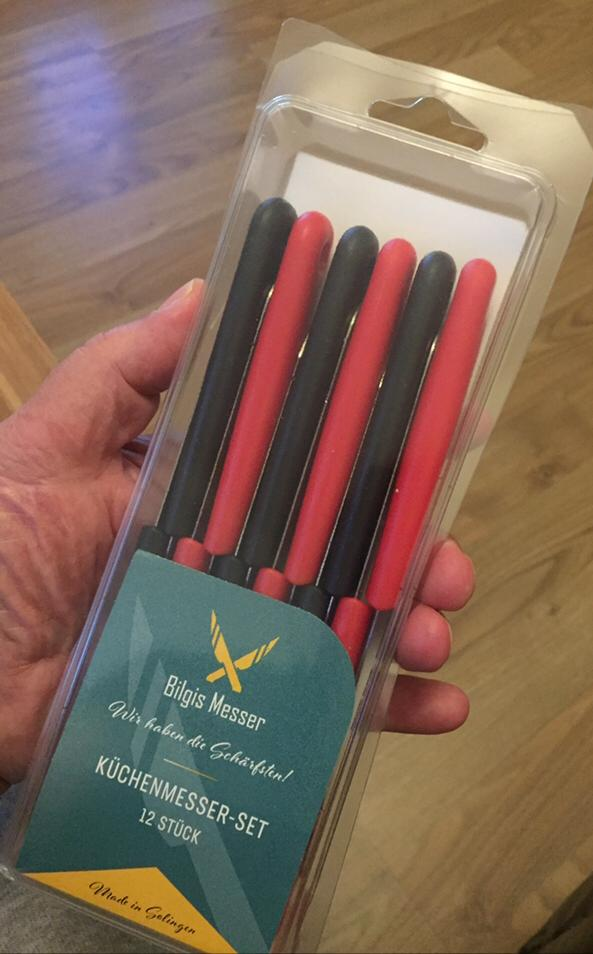 Bilgis Messer
Wir haben die Schärfsten!
KÜCHENMESSER-SET
12 STÜCK
Made in Solingen